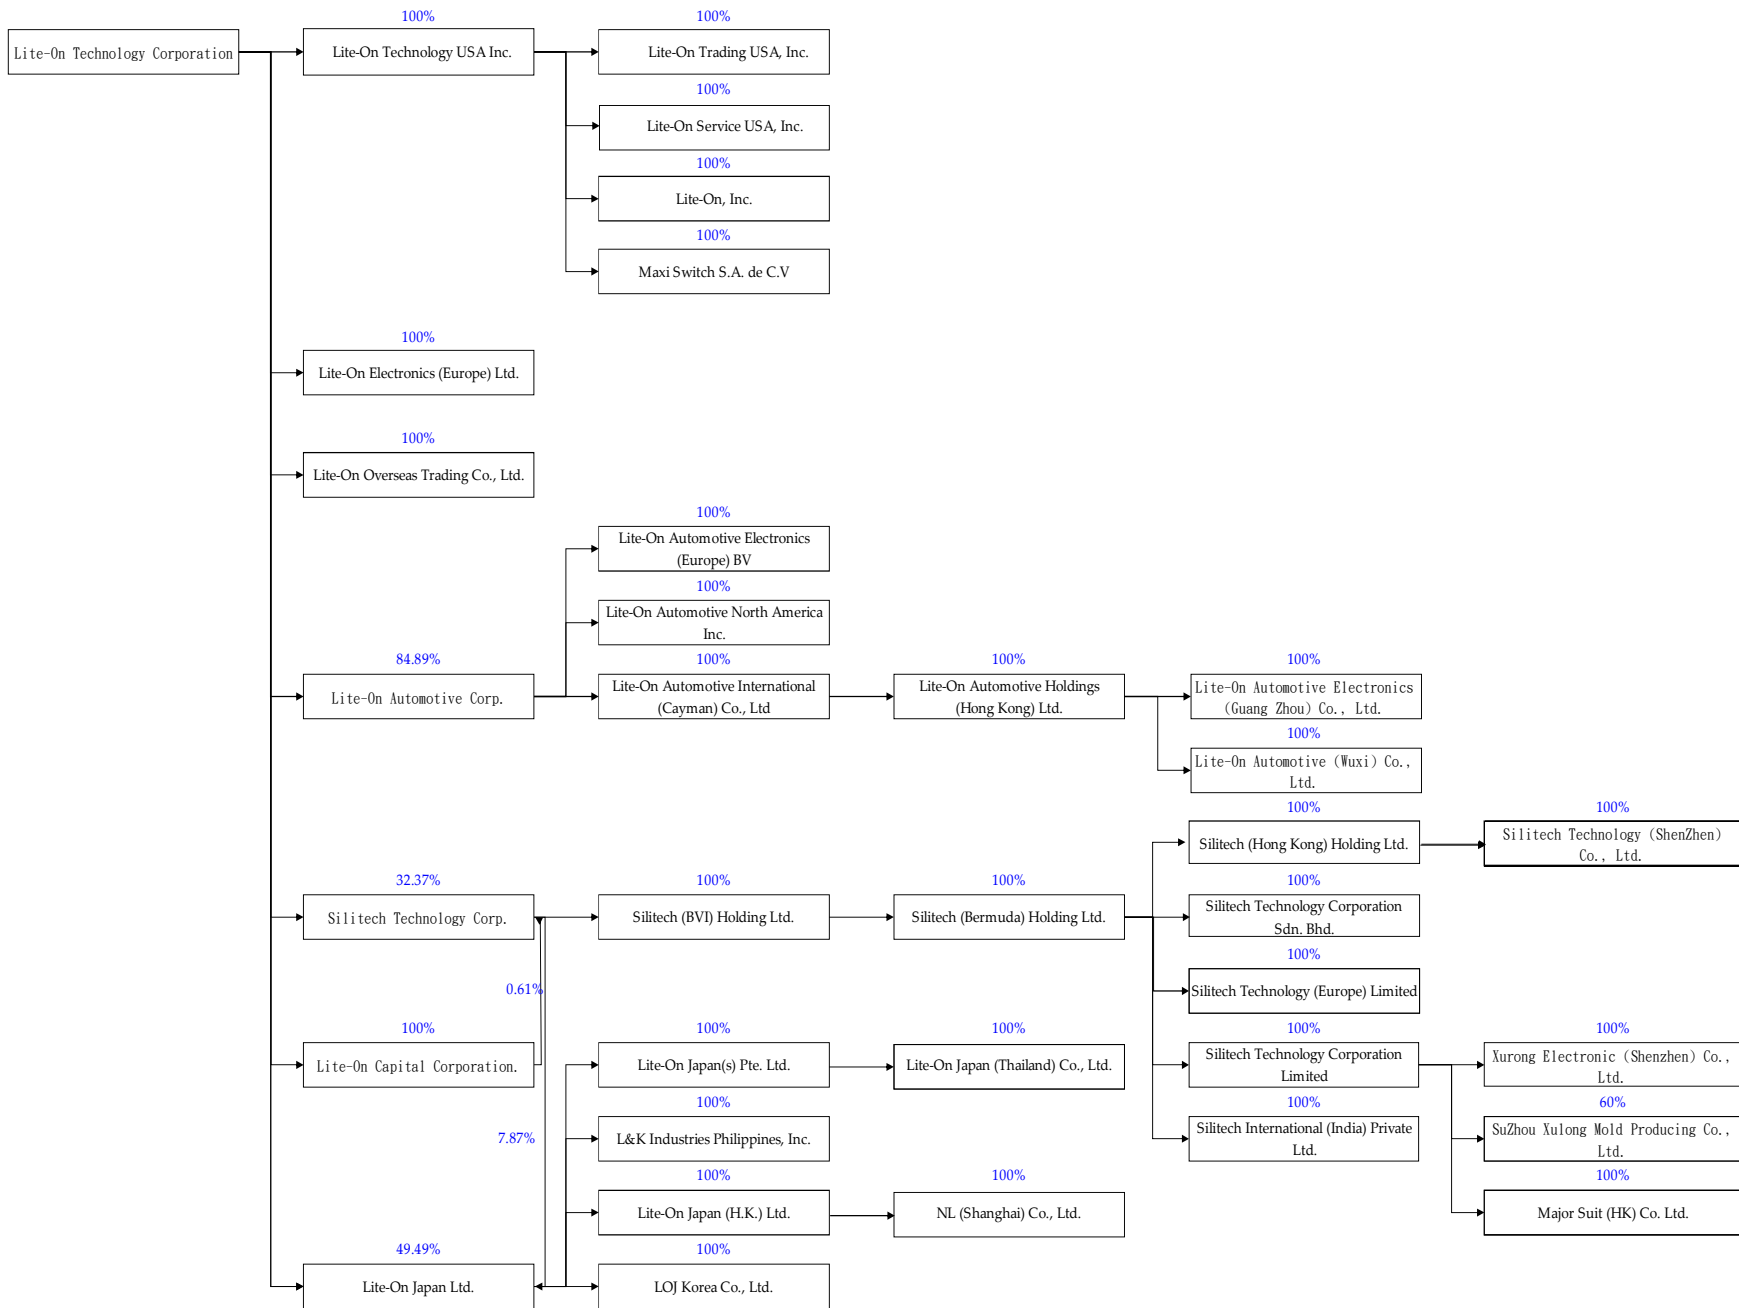 100%
100%
Lite-On Technology Corporation
Lite-On Technology USA Inc.
Lite-On Trading USA, Inc.
100%
Lite-On Service USA, Inc.
100%
Lite-On, Inc.
100%
Maxi Switch S.A. de C.V
100%
Lite-On Electronics (Europe) Ltd.
100%
Lite-On Overseas Trading Co., Ltd.
100%
Lite-On Automotive Electronics
(Europe) BV
100%
Lite-On Automotive North America
Inc.
84.89%
100%
100%
100%
Lite-On Automotive Corp.
Lite-On Automotive International
(Cayman) Co., Ltd
Lite-On Automotive Holdings
(Hong Kong) Ltd.
Lite-On Automotive Electronics
(Guang Zhou) Co., Ltd.
100%
Lite-On Automotive (Wuxi) Co.,
Ltd.
100%
100%
Silitech (Hong Kong) Holding Ltd.
Silitech Technology (ShenZhen)
Co., Ltd.
32.37%
100%
100%
100%
Silitech Technology Corp.
Silitech (BVI) Holding Ltd.
Silitech (Bermuda) Holding Ltd.
Silitech Technology Corporation
Sdn. Bhd.
100%
0.61%
Silitech Technology (Europe) Limited
100%
100%
100%
100%
100%
Lite-On Capital Corporation.
Lite-On Japan(s) Pte. Ltd.
Lite-On Japan (Thailand) Co., Ltd.
Silitech Technology Corporation
Limited
Xurong Electronic (Shenzhen) Co.,
Ltd.
100%
100%
60%
7.87%
L&K Industries Philippines, Inc.
Silitech International (India) Private
Ltd.
SuZhou Xulong Mold Producing Co.,
Ltd.
100%
100%
100%
Lite-On Japan (H.K.) Ltd.
NL (Shanghai) Co., Ltd.
Major Suit (HK) Co. Ltd.
49.49%
100%
Lite-On Japan Ltd.
LOJ Korea Co., Ltd.